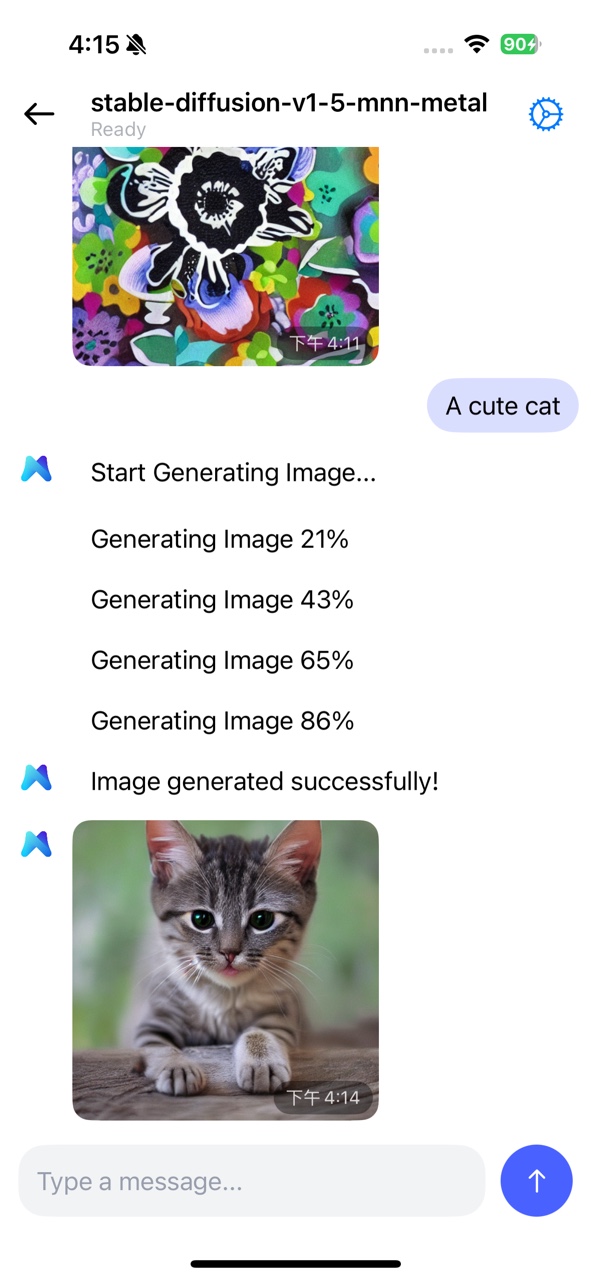 4:15
90
stable-diffusion-v1-5-mnn-metal
Ready
下午 4:11
A cute cat
Start Generating Image...
Generating Image 21%
Generating Image 43%
Generating Image 65%
Generating Image 86%
Image generated successfully!
下午 4:14
Type a message...